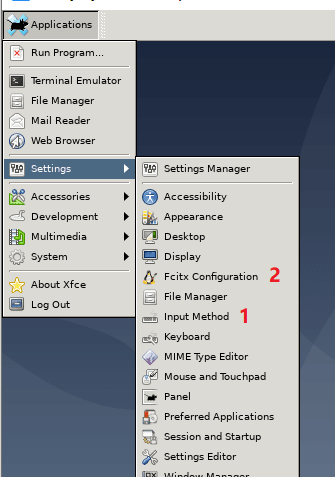 Applications
Run Program...
Terminal Emulator
File Manager
Mail Reader
Web Browser
Settings
Accessories
Development
Multimedia
System
About Xfce
Log Out
Settings Manager
Accessibility
Appearance
Desktop
Display
Fcitx Configuration 2
File Manager
Input Method 1
Keyboard
MIME Type Editor
Mouse and Touchpad
Panel
Preferred Applications
Session and Startup
Settings Editor
Window Manager